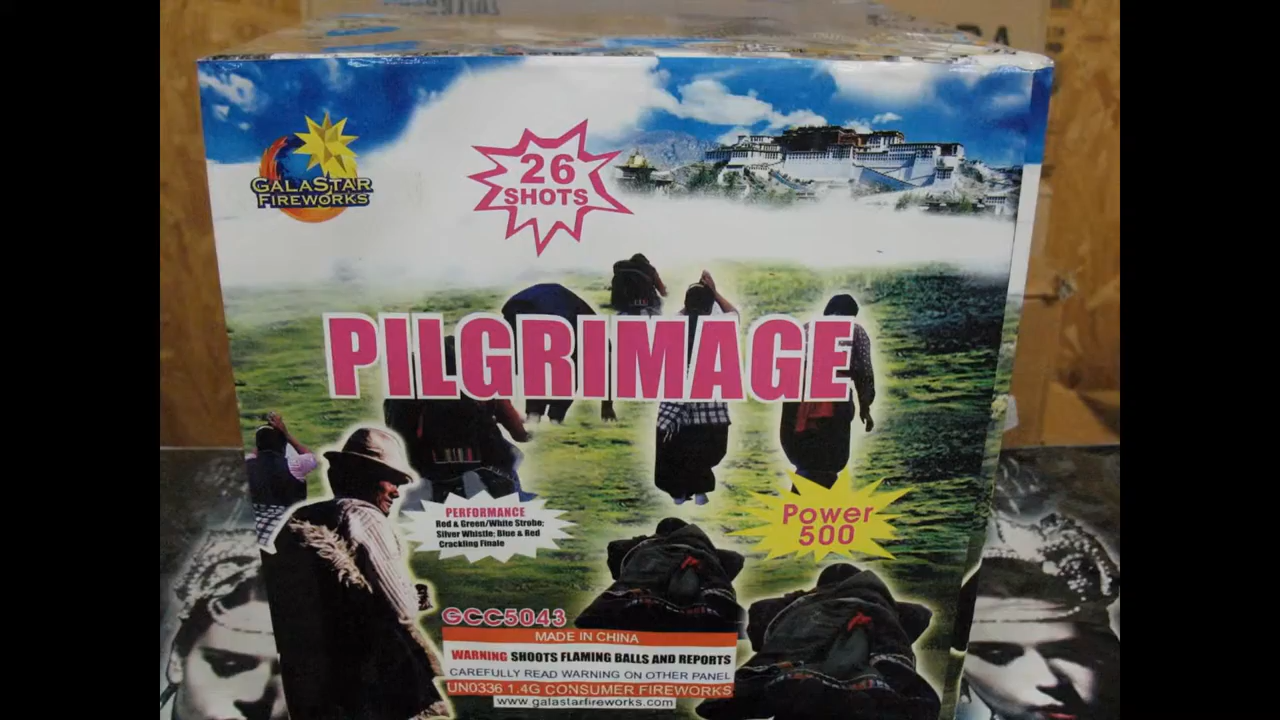 GALASTAR
FIREWORKS
26
SHOTS
PILGRIMAGE
PERFORMANCE
Red & Green/White Strobe;
Silver Whistle; Blue & Red
Crackling Finale
Power
500
GCC5043
MADE IN CHINA
WARNING SHOOTS FLAMING BALLS AND REPORTS
CAREFULLY READ WARNING ON OTHER PANEL
UN0336 1.4G CONSUMER FIREWORKS
www.galastarfireworks.com